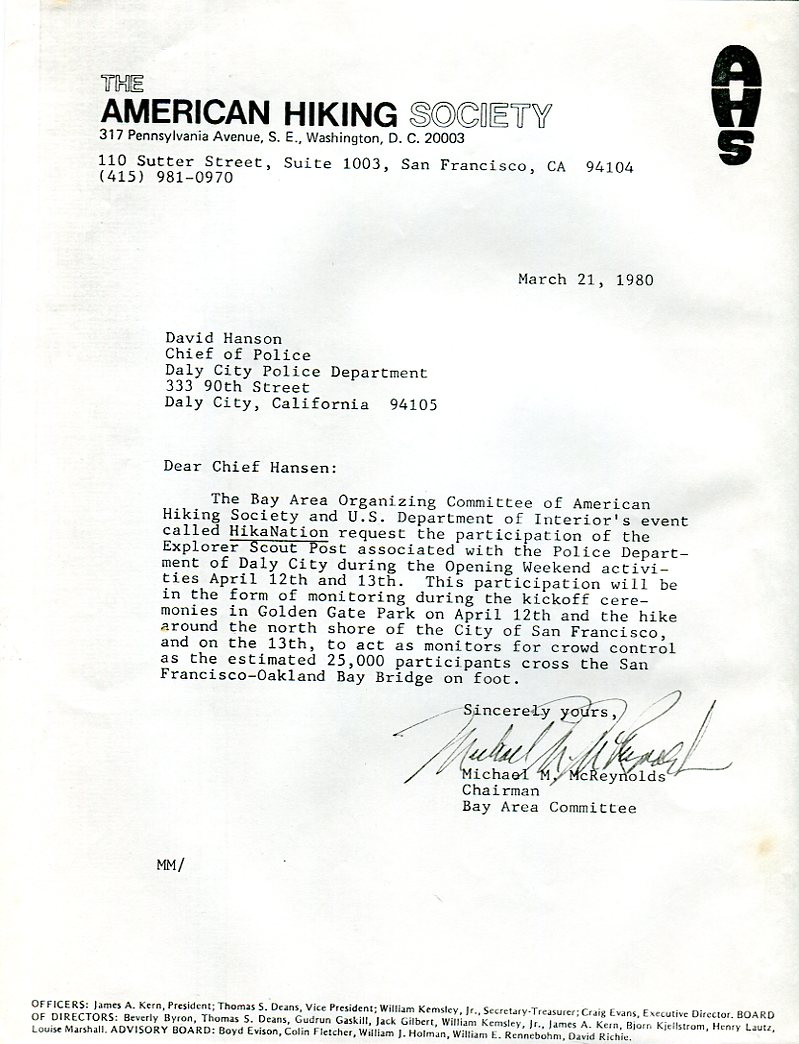 THE
AMERICAN HIKING SOCIETY
317 Pennsylvania Avenue, S. E., Washington, D. C. 20003
110 Sutter Street, Suite 1003, San Francisco, CA 94104
(415) 981-0970
AHS
March 21, 1980
David Hanson
Chief of Police
Daly City Police Department
333 90th Street
Daly City, California 94105
Dear Chief Hansen:
The Bay Area Organizing Committee of American
Hiking Society and U.S. Department of Interior's event
called HikaNation request the participation of the
Explorer Scout Post associated with the Police Depart-
ment of Daly City during the Opening Weekend activi-
ties April 12th and 13th. This participation will be
in the form of monitoring during the kickoff cere-
monies in Golden Gate Park on April 12th and the hike
around the north shore of the City of San Francisco,
and on the 13th, to act as monitors for crowd control
as the estimated 25,000 participants cross the San
Francisco-Oakland Bay Bridge on foot.
Sincerely yours,
Michael M. McReynolds
Michael M. McReynolds
Chairman
Bay Area Committee
MM/
OFFICERS: James A. Kern, President; Thomas S. Deans, Vice President; William Kemsley, Jr., Secretary-Treasurer; Craig Evans, Executive Director. BOARD
OF DIRECTORS: Beverly Byron, Thomas S. Deans, Gudrun Gaskill, Jack Gilbert, William Kemsley, Jr., James A. Kern, Bjorn Kjellstrom, Henry Lautz,
Louise Marshall. ADVISORY BOARD: Boyd Evison, Colin Fletcher, William J. Holman, William E. Rennebohm, David Richie.